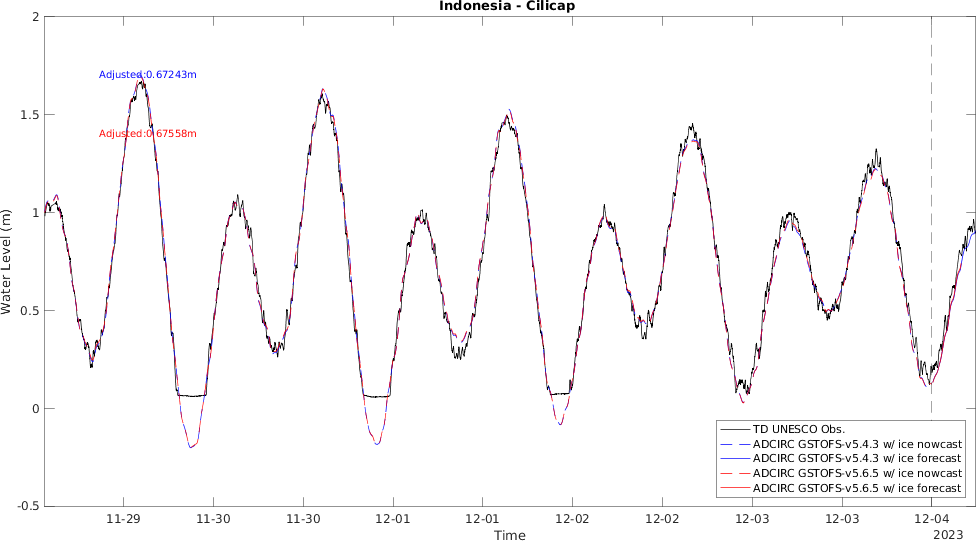 Indonesia - Cilicap
2
1.5
1
0.5
0
-0.5
Water Level (m)
Adjusted:0.67243m
Adjusted:0.67558m
TD UNESCO Obs.
ADCIRC GSTOFS-v5.4.3 w/ ice nowcast
ADCIRC GSTOFS-v5.4.3 w/ ice forecast
ADCIRC GSTOFS-v5.6.5 w/ ice nowcast
ADCIRC GSTOFS-v5.6.5 w/ ice forecast
11-29 11-30 11-30 12-01 12-01 12-02 12-02 12-03 12-03 12-04
Time
2023